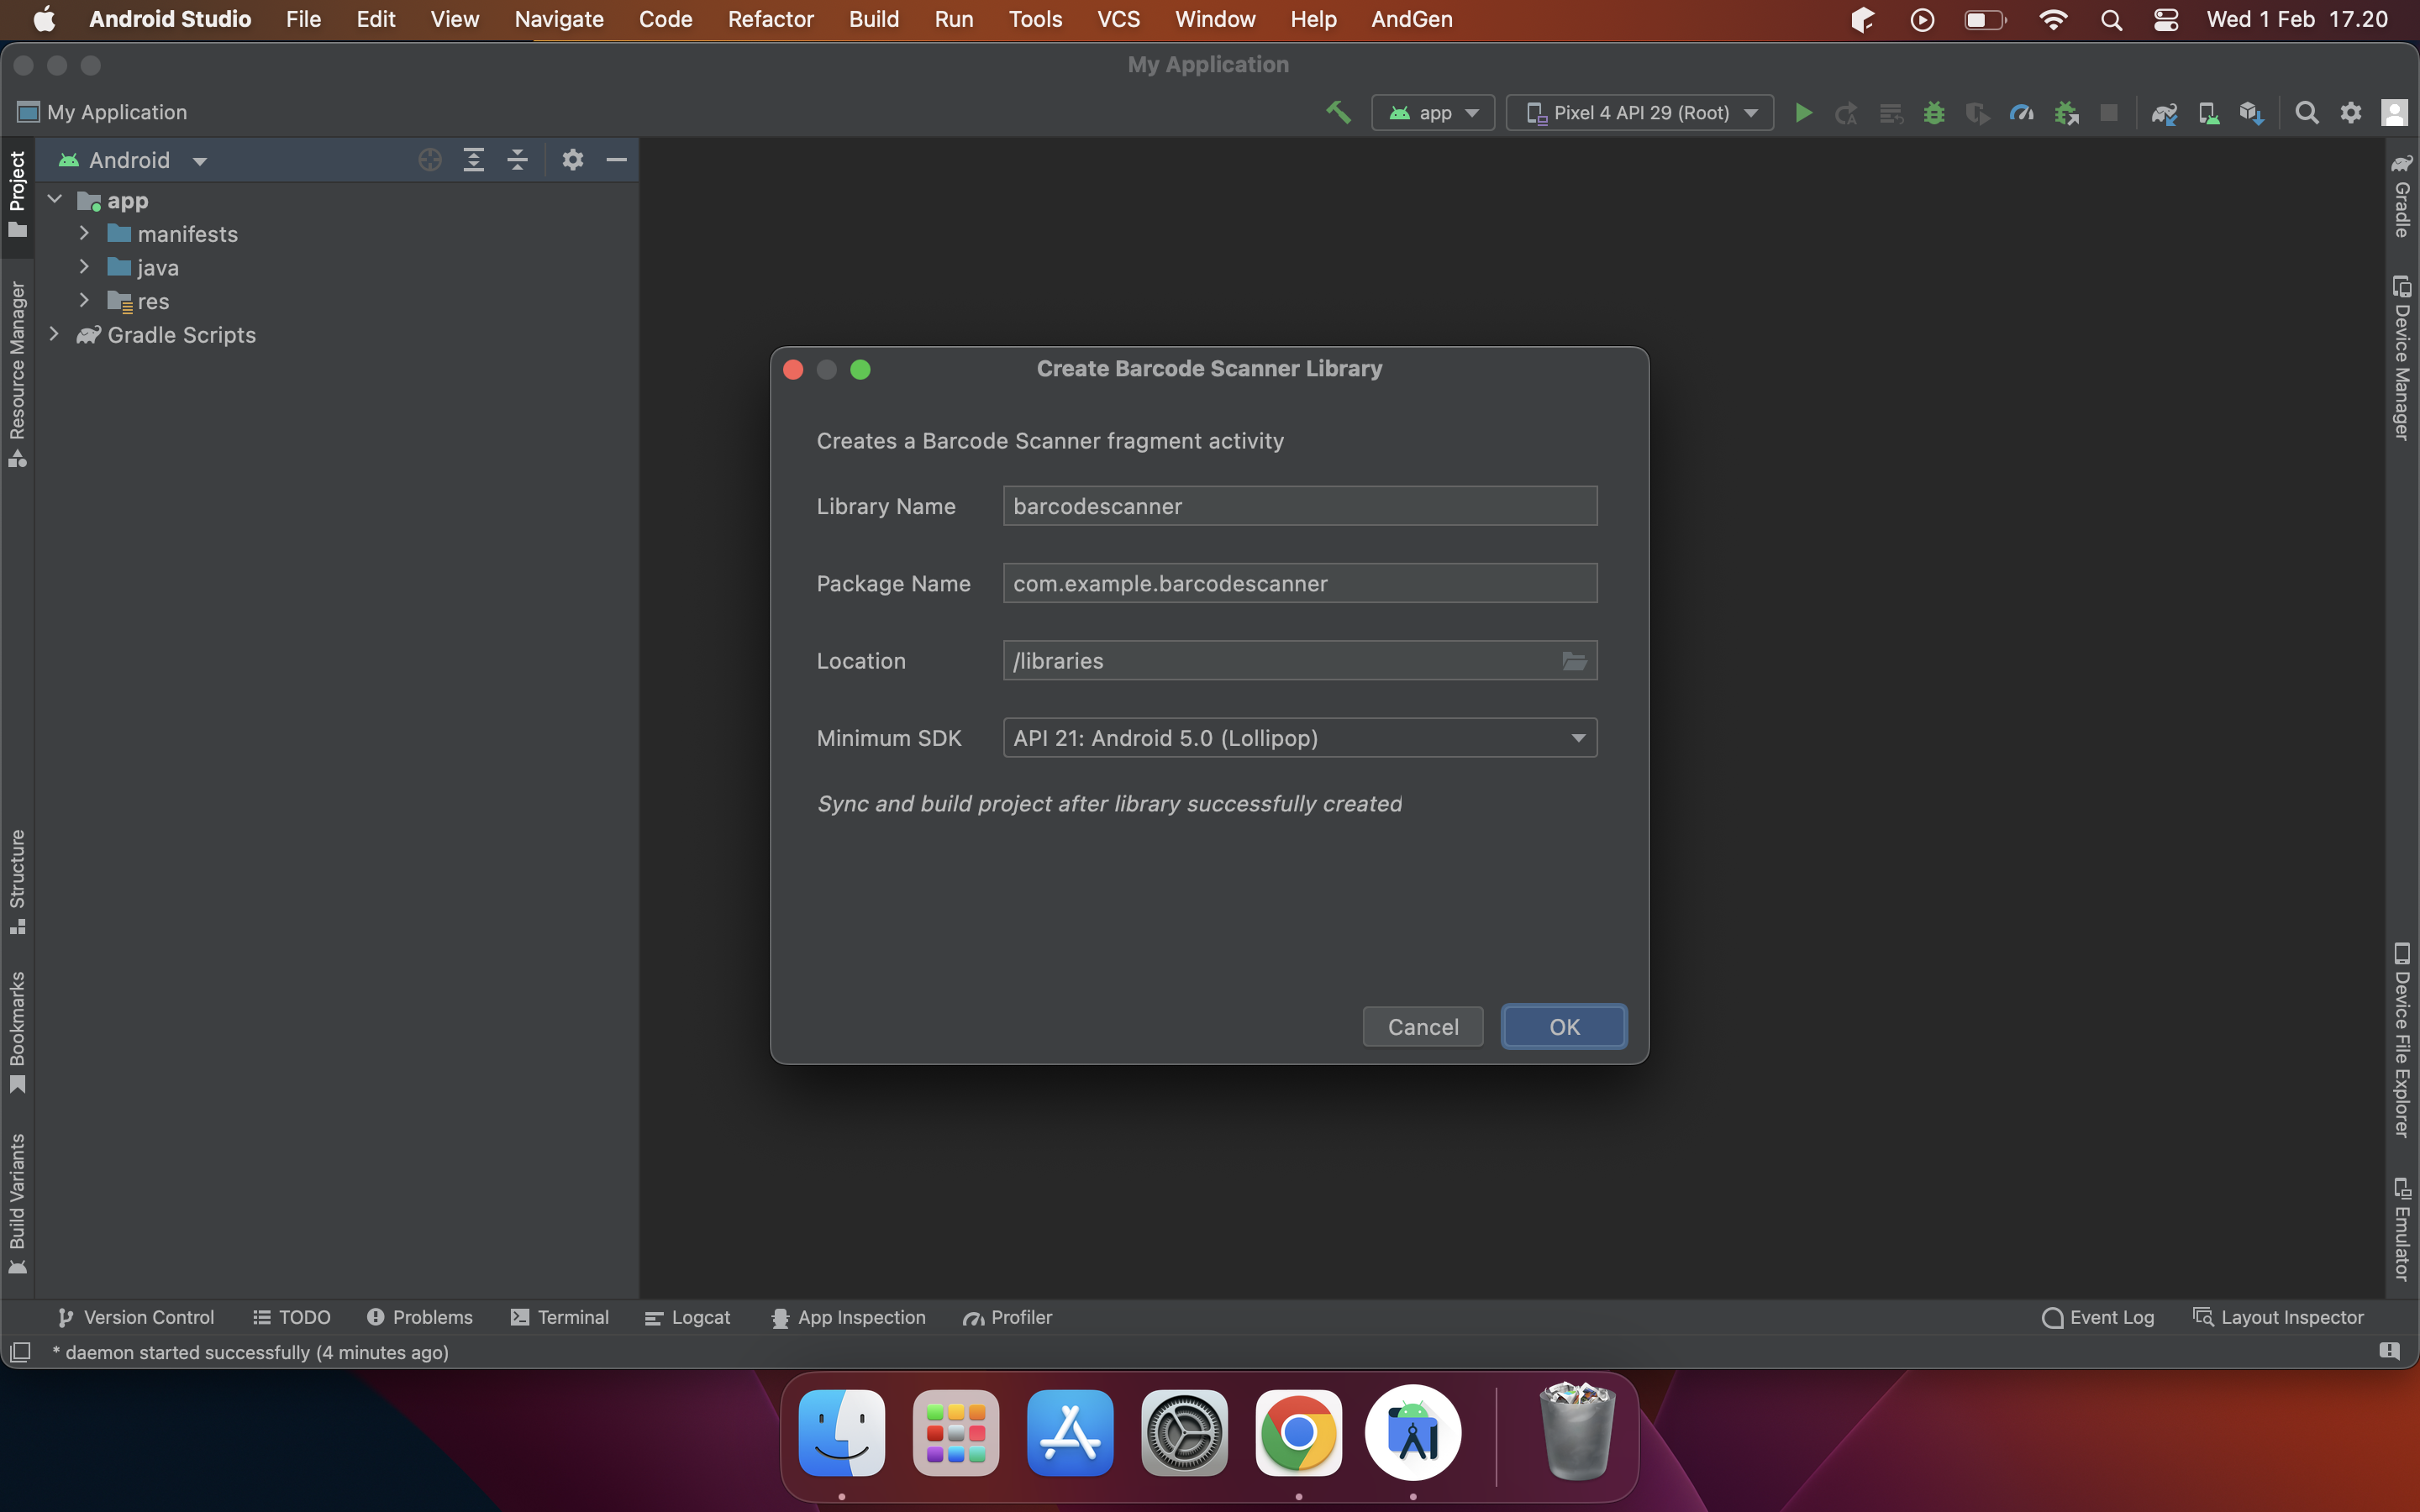 Android Studio File Edit View Navigate Code Refactor Build Run Tools VCS Window Help AndGen Wed 1 Feb 17.20
My Application
My Application app Pixel 4 API 29 (Root)
Project
Resource Manager
Structure
Bookmarks
Build Variants
Android
app
manifests
java
res
Gradle Scripts
Create Barcode Scanner Library
Creates a Barcode Scanner fragment activity
Library Name barcodescanner
Package Name com.example.barcodescanner
Location /libraries
Minimum SDK API 21: Android 5.0 (Lollipop)
Sync and build project after library successfully created
Cancel OK
Gradle
Device Manager
Device File Explorer
Emulator
Version Control TODO Problems Terminal Logcat App Inspection Profiler Event Log Layout Inspector
* daemon started successfully (4 minutes ago)